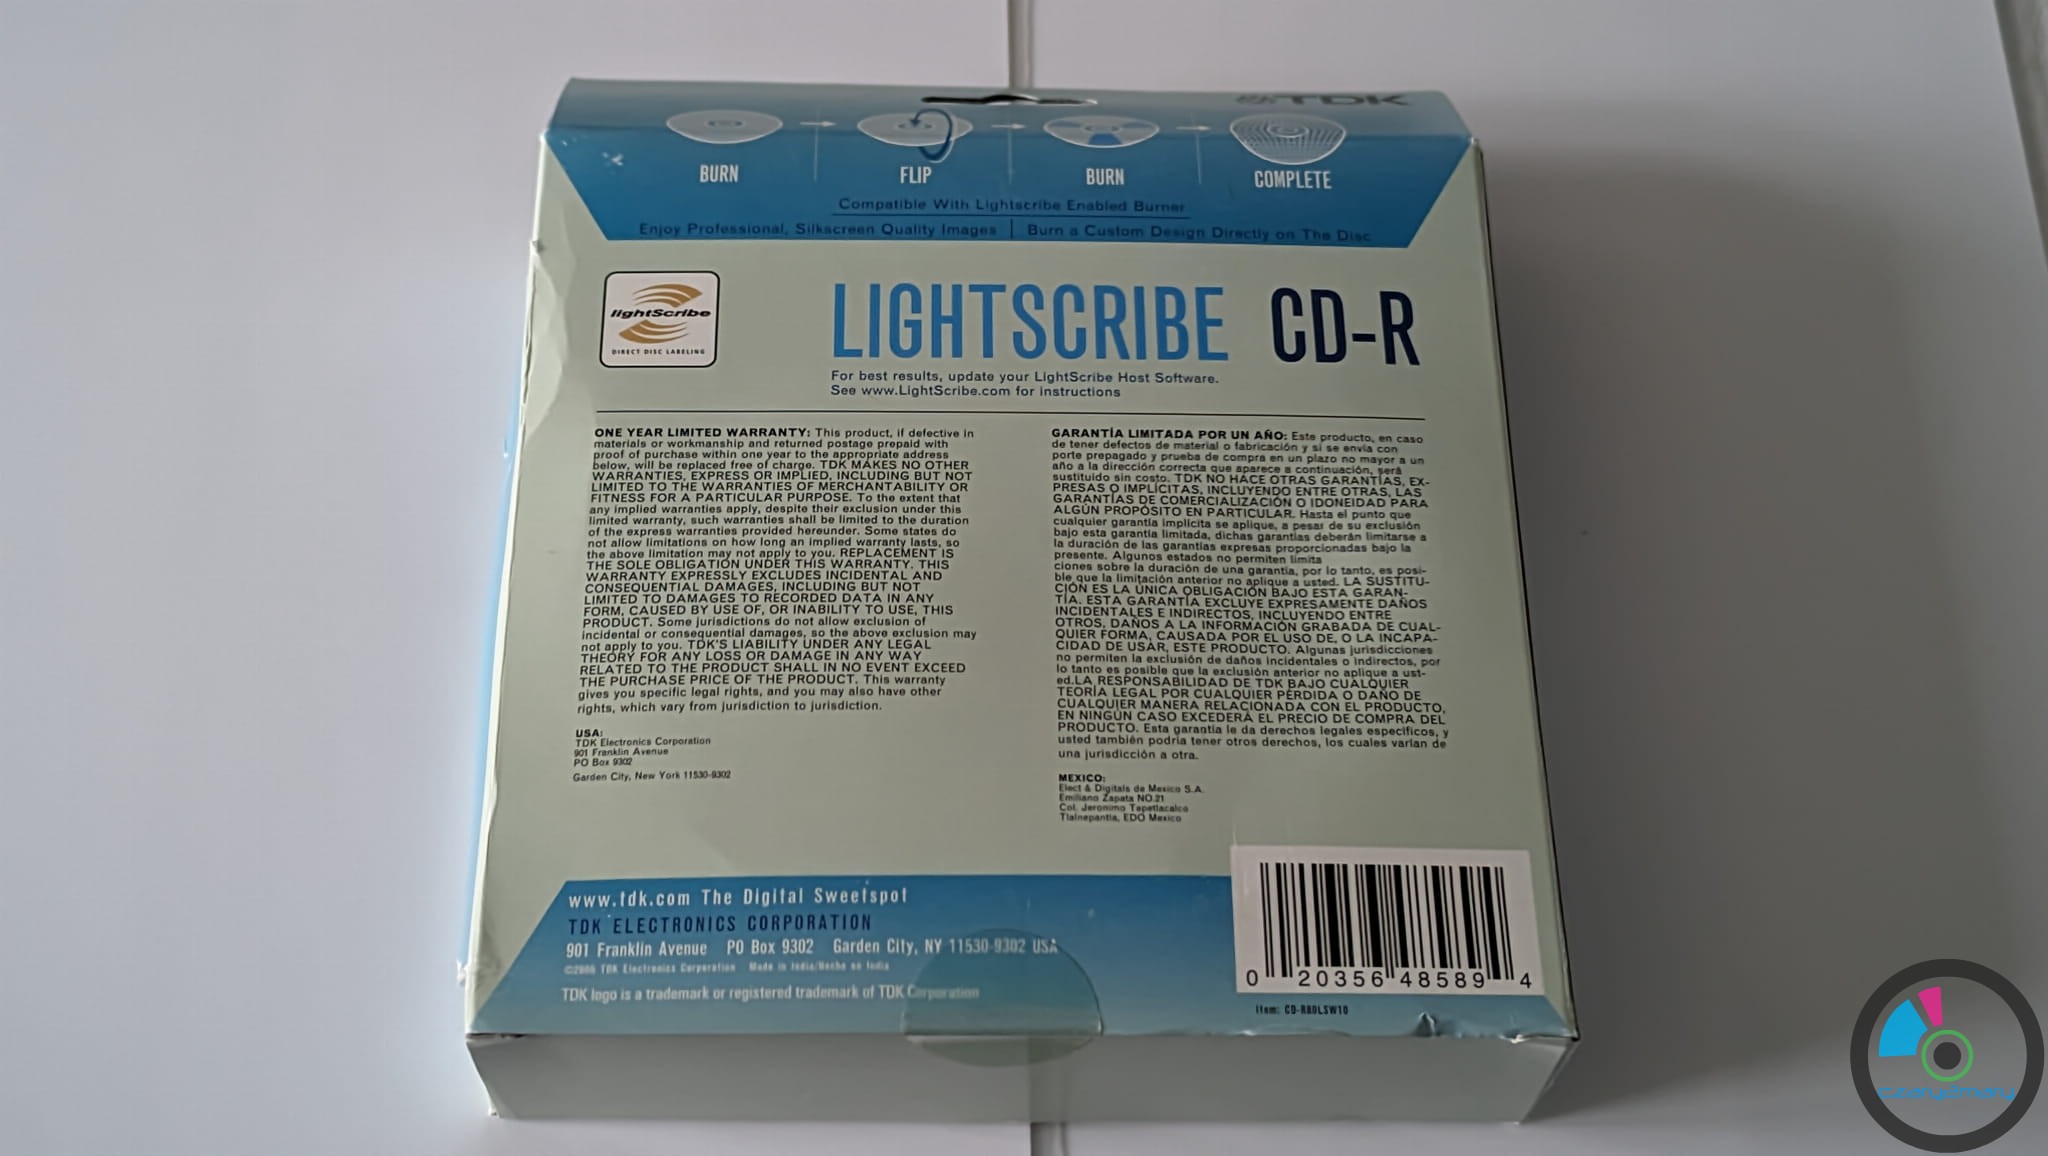 TDK
BURN
FLIP
BURN
COMPLETE
Compatible With Lightscribe Enabled Burner
Enjoy Professional, Silkscreen Quality Images | Burn a Custom Design Directly on The Disc
lightScribe
DIRECT DISC LABELING
LIGHTSCRIBE CD-R
For best results, update your LightScribe Host Software.
See www.LightScribe.com for instructions
ONE YEAR LIMITED WARRANTY: This product, if defective in
materials or workmanship and returned postage prepaid with
proof of purchase within one year to the appropriate address
below, will be replaced free of charge. TDK MAKES NO OTHER
WARRANTIES, EXPRESS OR IMPLIED, INCLUDING BUT NOT
LIMITED TO THE WARRANTIES OF MERCHANTABILITY OR
FITNESS FOR A PARTICULAR PURPOSE. To the extent that
any implied warranties apply, despite their exclusion under this
limited warranty, such warranties shall be limited to the duration
of the express warranties provided hereunder. Some states do
not allow limitations on how long an implied warranty lasts, so
the above limitation may not apply to you. REPLACEMENT IS
THE SOLE OBLIGATION UNDER THIS WARRANTY. THIS
WARRANTY EXPRESSLY EXCLUDES INCIDENTAL AND
CONSEQUENTIAL DAMAGES, INCLUDING BUT NOT
LIMITED TO DAMAGES TO RECORDED DATA IN ANY
FORM, CAUSED BY USE OF, OR INABILITY TO USE, THIS
PRODUCT. Some jurisdictions do not allow exclusion of
incidental or consequential damages, so the above exclusion may
not apply to you. TDK'S LIABILITY UNDER ANY LEGAL
THEORY FOR ANY LOSS OR DAMAGE IN ANY WAY
RELATED TO THE PRODUCT SHALL IN NO EVENT EXCEED
THE PURCHASE PRICE OF THE PRODUCT. This warranty
gives you specific legal rights, and you may also have other
rights, which vary from jurisdiction to jurisdiction.
USA:
TDK Electronics Corporation
901 Franklin Avenue
PO Box 9302
Garden City, New York 11530-9302
GARANTÍA LIMITADA POR UN AÑO: Este producto, en caso
de tener defectos de material o fabricación y si se envía con
porte prepagado y prueba de compra en un plazo no mayor a un
año a la dirección correcta que aparece a continuación, será
sustituido sin costo. TDK NO HACE OTRAS GARANTÍAS, EX-
PRESAS O IMPLÍCITAS, INCLUYENDO ENTRE OTRAS, LAS
GARANTÍAS DE COMERCIALIZACIÓN O IDONEIDAD PARA
ALGÚN PROPÓSITO EN PARTICULAR. Hasta el punto que
cualquier garantía implícita se aplique, a pesar de su exclusión
bajo esta garantía limitada, dichas garantías deberán limitarse a
la duración de las garantías expresas proporcionadas bajo la
presente. Algunos estados no permiten limita
ciones sobre la duración de una garantía, por lo tanto, es posi-
ble que la limitación anterior no aplique a usted. LA SUSTITU-
CIÓN ES LA ÚNICA OBLIGACIÓN BAJO ESTA GARAN-
TÍA. ESTA GARANTÍA EXCLUYE EXPRESAMENTE DAÑOS
INCIDENTALES E INDIRECTOS, INCLUYENDO ENTRE
OTROS, DAÑOS A LA INFORMACIÓN GRABADA DE CUAL-
QUIER FORMA, CAUSADA POR EL USO DE, O LA INCAPA-
CIDAD DE USAR, ESTE PRODUCTO. Algunas jurisdicciones
no permiten la exclusión de daños incidentales o indirectos, por
lo tanto es posible que la exclusión anterior no aplique a ust-
ed.LA RESPONSABILIDAD DE TDK BAJO CUALQUIER
TEORÍA LEGAL POR CUALQUIER PÉRDIDA O DAÑO DE
CUALQUIER MANERA RELACIONADA CON EL PRODUCTO,
EN NINGÚN CASO EXCEDERÁ EL PRECIO DE COMPRA DEL
PRODUCTO. Esta garantía le da derechos legales específicos, y
usted también podría tener otros derechos, los cuales varían de
una jurisdicción a otra.
MEXICO:
Elect & Digitals de Mexico S.A.
Emiliano Zapata NO.21
Col. Jeronimo Tepetlacalco
Tlalnepantla, EDO Mexico
www.tdk.com The Digital Sweetspot
TDK ELECTRONICS CORPORATION
901 Franklin Avenue PO Box 9302 Garden City, NY 11530-9302 USA
TDK Electronics Corporation Made in India/Hecho en India
TDK logo is a trademark or registered trademark of TDK Corporation
0 20356 48589 4
Item: CD-R80LSW10